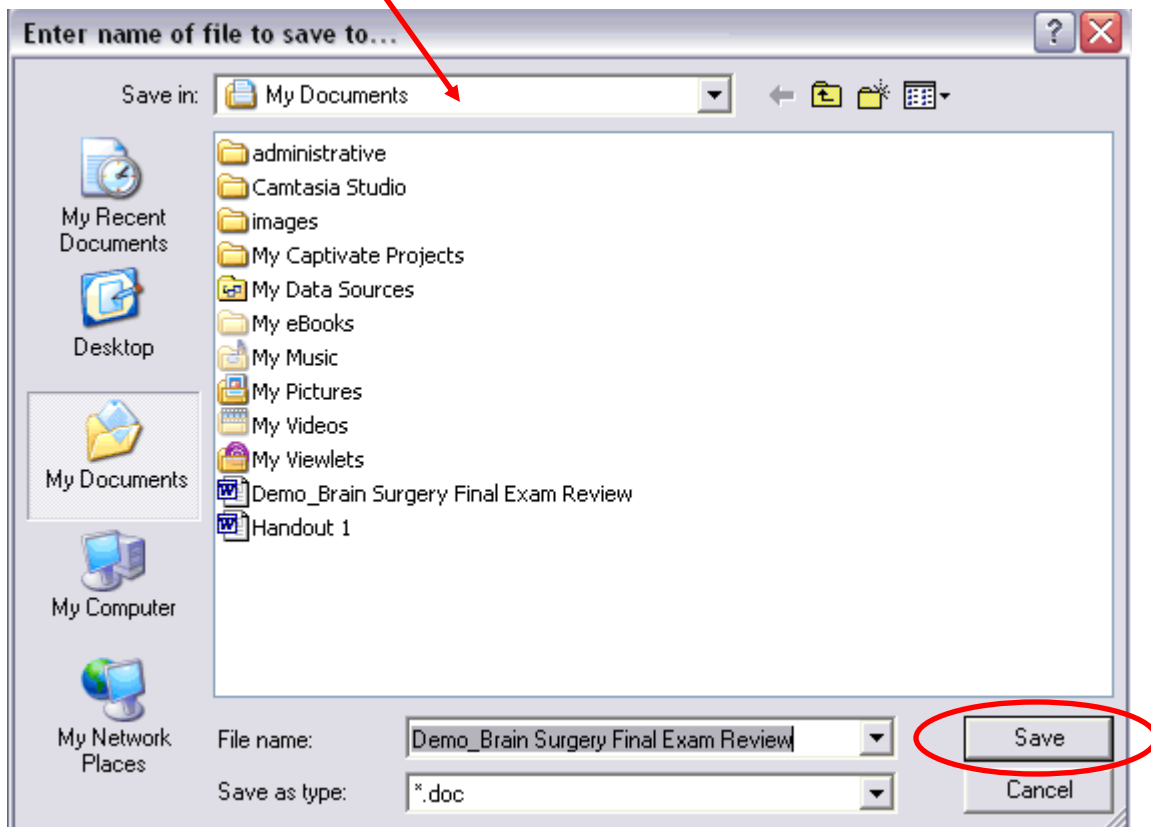 Enter name of file to save to...
Save in:
My Documents
My Recent
Documents
Desktop
My Documents
My Computer
My Network
Places
administrative
Camtasia Studio
images
My Captivate Projects
My Data Sources
My eBooks
My Music
My Pictures
My Videos
My Viewlets
Demo_Brain Surgery Final Exam Review
Handout 1
File name:
Demo_Brain Surgery Final Exam Review
Save
Save as type:
*.doc
Cancel